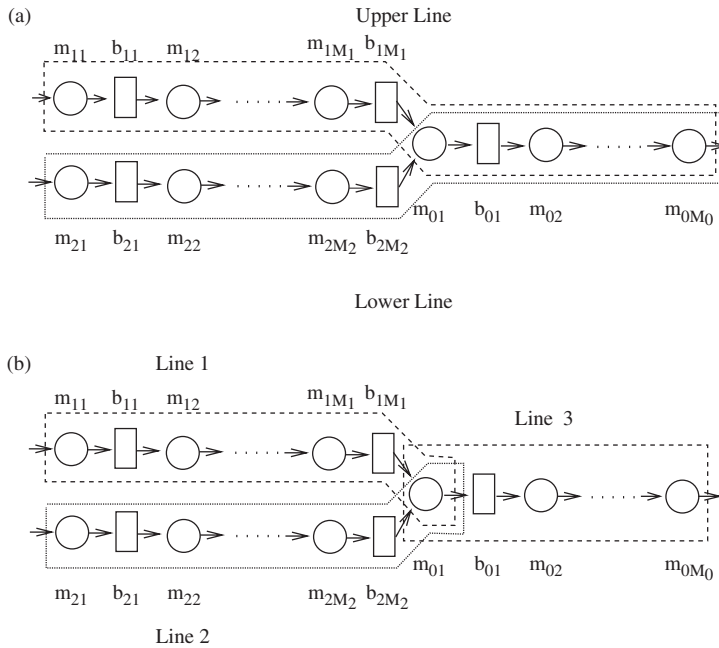 (a)
Upper Line
m11 b11 m12 m1M1 b1M1
m01 b01 m02 m0M0
m21 b21 m22 m2M2 b2M2
Lower Line
(b)
Line 1
m11 b11 m12 m1M1 b1M1
Line 3
m01 b01 m02 m0M0
m21 b21 m22 m2M2 b2M2
Line 2